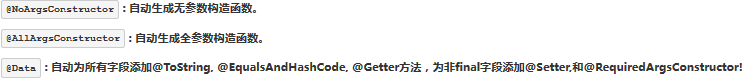 @NoArgsConstructor : 自动生成无参数构造函数。
@AllArgsConstructor : 自动生成全参数构造函数。
@Data : 自动为所有字段添加@ToString, @EqualsAndHashCode, @Getter方法，为非final字段添加@Setter,和@RequiredArgsConstructor!